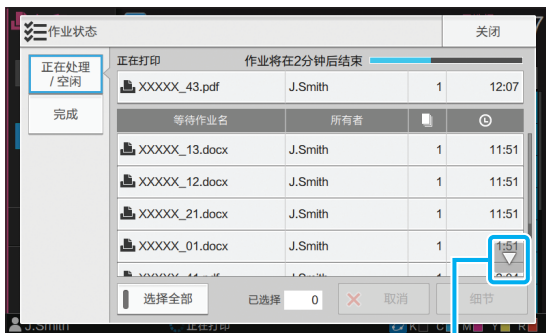 作业状态 关闭
正在处理
/ 空闲
完成
正在打印 作业将在2分钟后结束
XXXXX_43.pdf J.Smith 1 12:07
等待作业名 所有者
XXXXX_13.docx J.Smith 1 11:51
XXXXX_12.docx J.Smith 1 11:51
XXXXX_21.docx J.Smith 1 11:51
XXXXX_01.docx J.Smith 1 1:51
选择全部 已选择 0 取消 细节
J.Smith 正在打印 K C M Y R